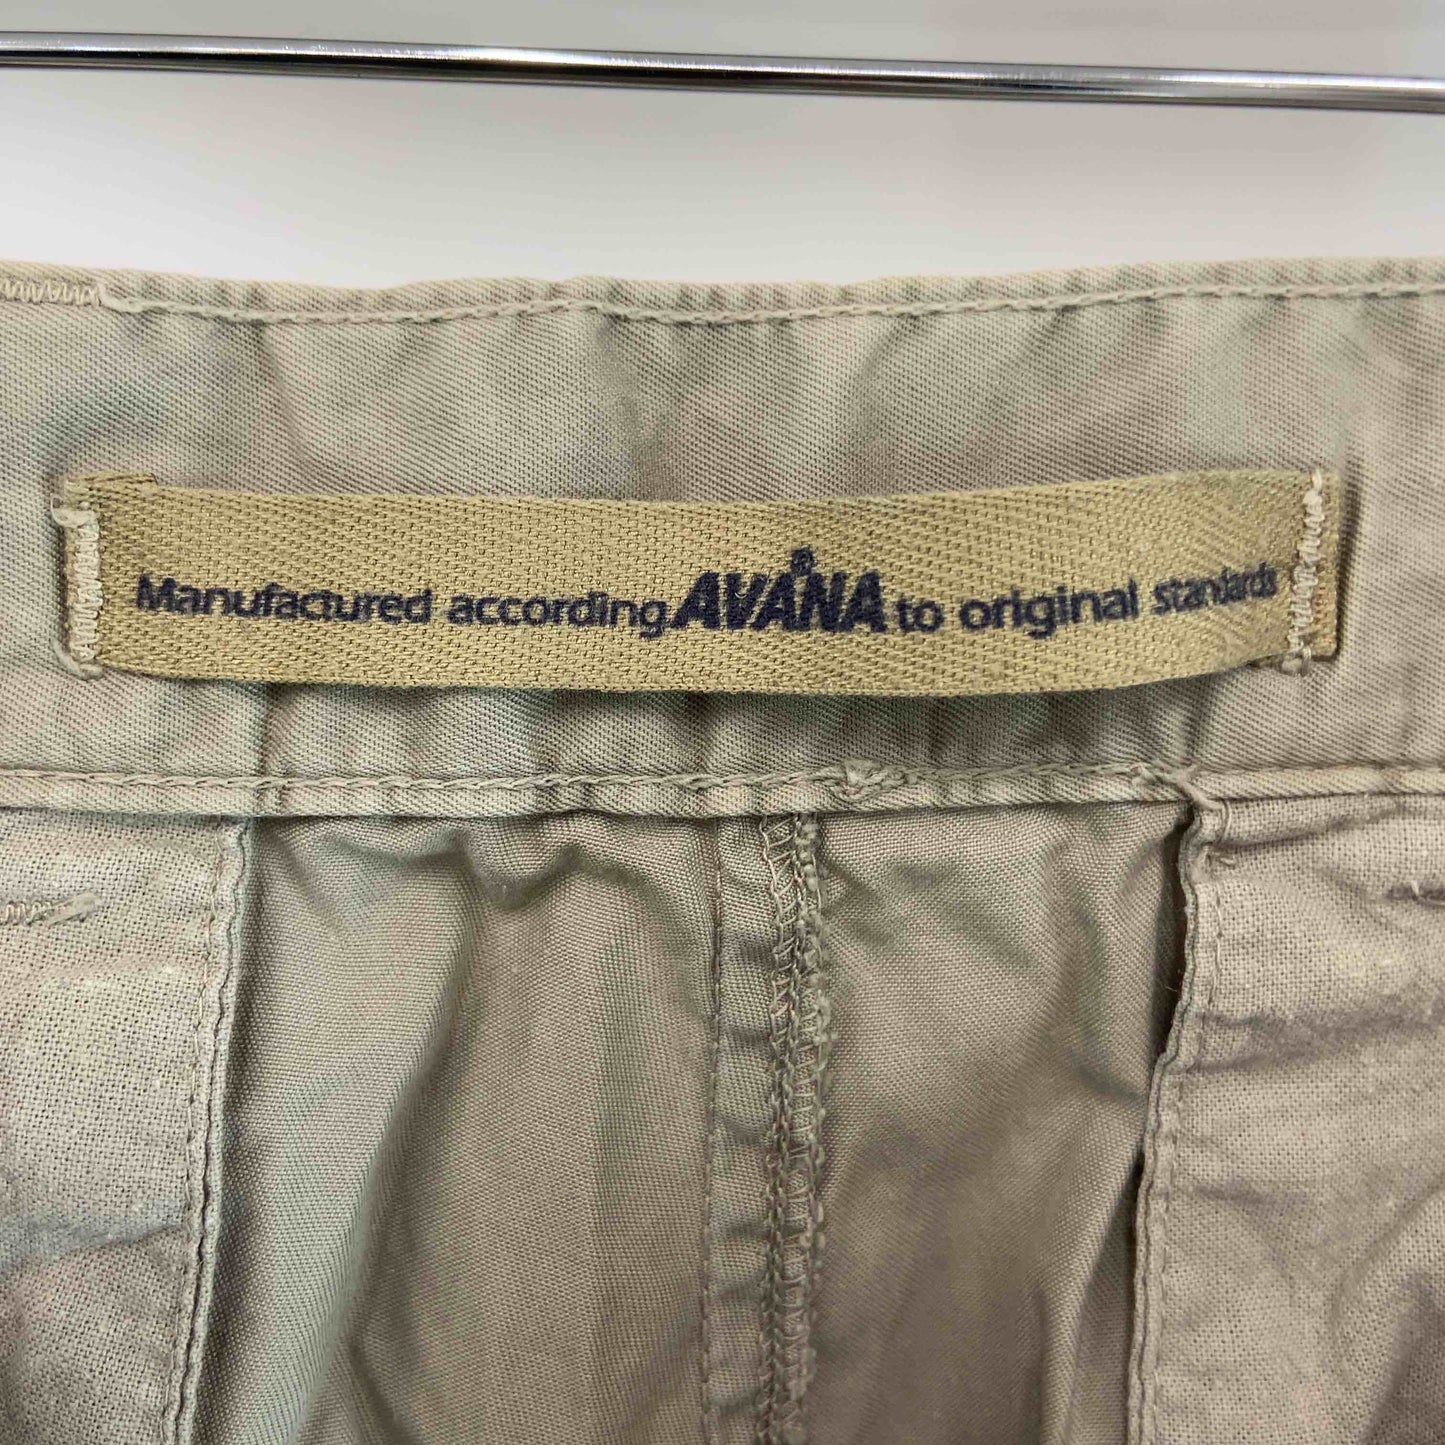 Manufactured according AVANA® to original standards